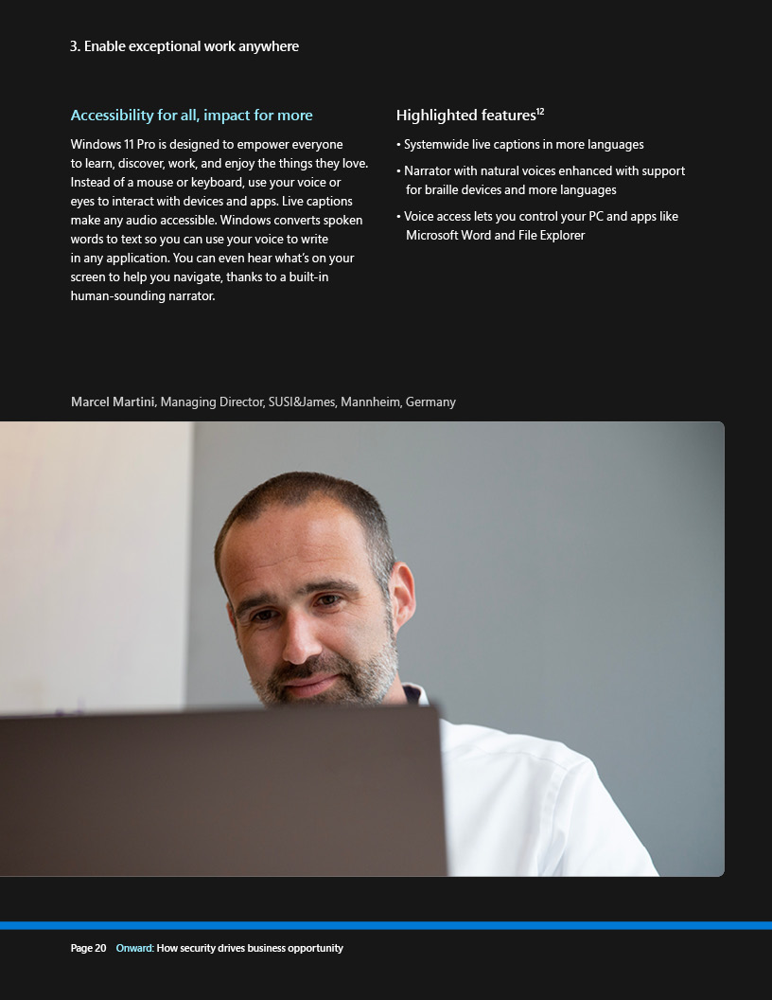 3. Enable exceptional work anywhere
Accessibility for all, impact for more
Windows 11 Pro is designed to empower everyone
to learn, discover, work, and enjoy the things they love.
Instead of a mouse or keyboard, use your voice or
eyes to interact with devices and apps. Live captions
make any audio accessible. Windows converts spoken
words to text so you can use your voice to write
in any application. You can even hear what’s on your
screen to help you navigate, thanks to a built-in
human-sounding narrator.
Highlighted features12
• Systemwide live captions in more languages
• Narrator with natural voices enhanced with support
for braille devices and more languages
• Voice access lets you control your PC and apps like
Microsoft Word and File Explorer
Marcel Martini, Managing Director, SUSI&James, Mannheim, Germany
Page 20 Onward: How security drives business opportunity